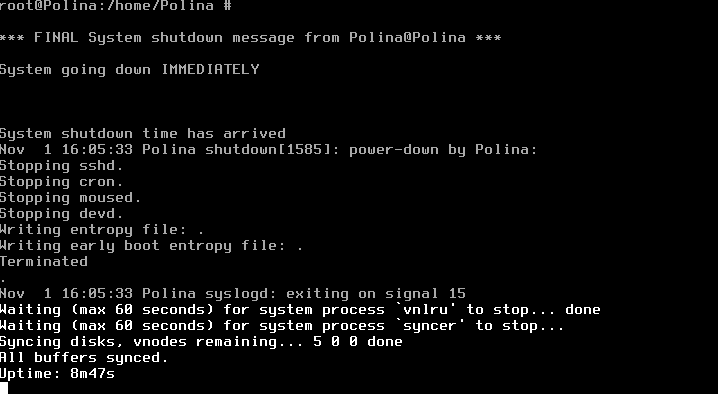 root@Polina:/home/Polina #
*** FINAL System shutdown message from Polina@Polina ***
System going down IMMEDIATELY
System shutdown time has arrived
Nov  1 16:05:33 Polina shutdown[1585]: power-down by Polina:
Stopping sshd.
Stopping cron.
Stopping moused.
Stopping devd.
Writing entropy file: .
Writing early boot entropy file: .
Terminated
.
Nov  1 16:05:33 Polina syslogd: exiting on signal 15
Waiting (max 60 seconds) for system process `vnlru' to stop... done
Waiting (max 60 seconds) for system process `syncer' to stop...
Syncing disks, vnodes remaining... 5 0 0 done
All buffers synced.
Uptime: 8m47s